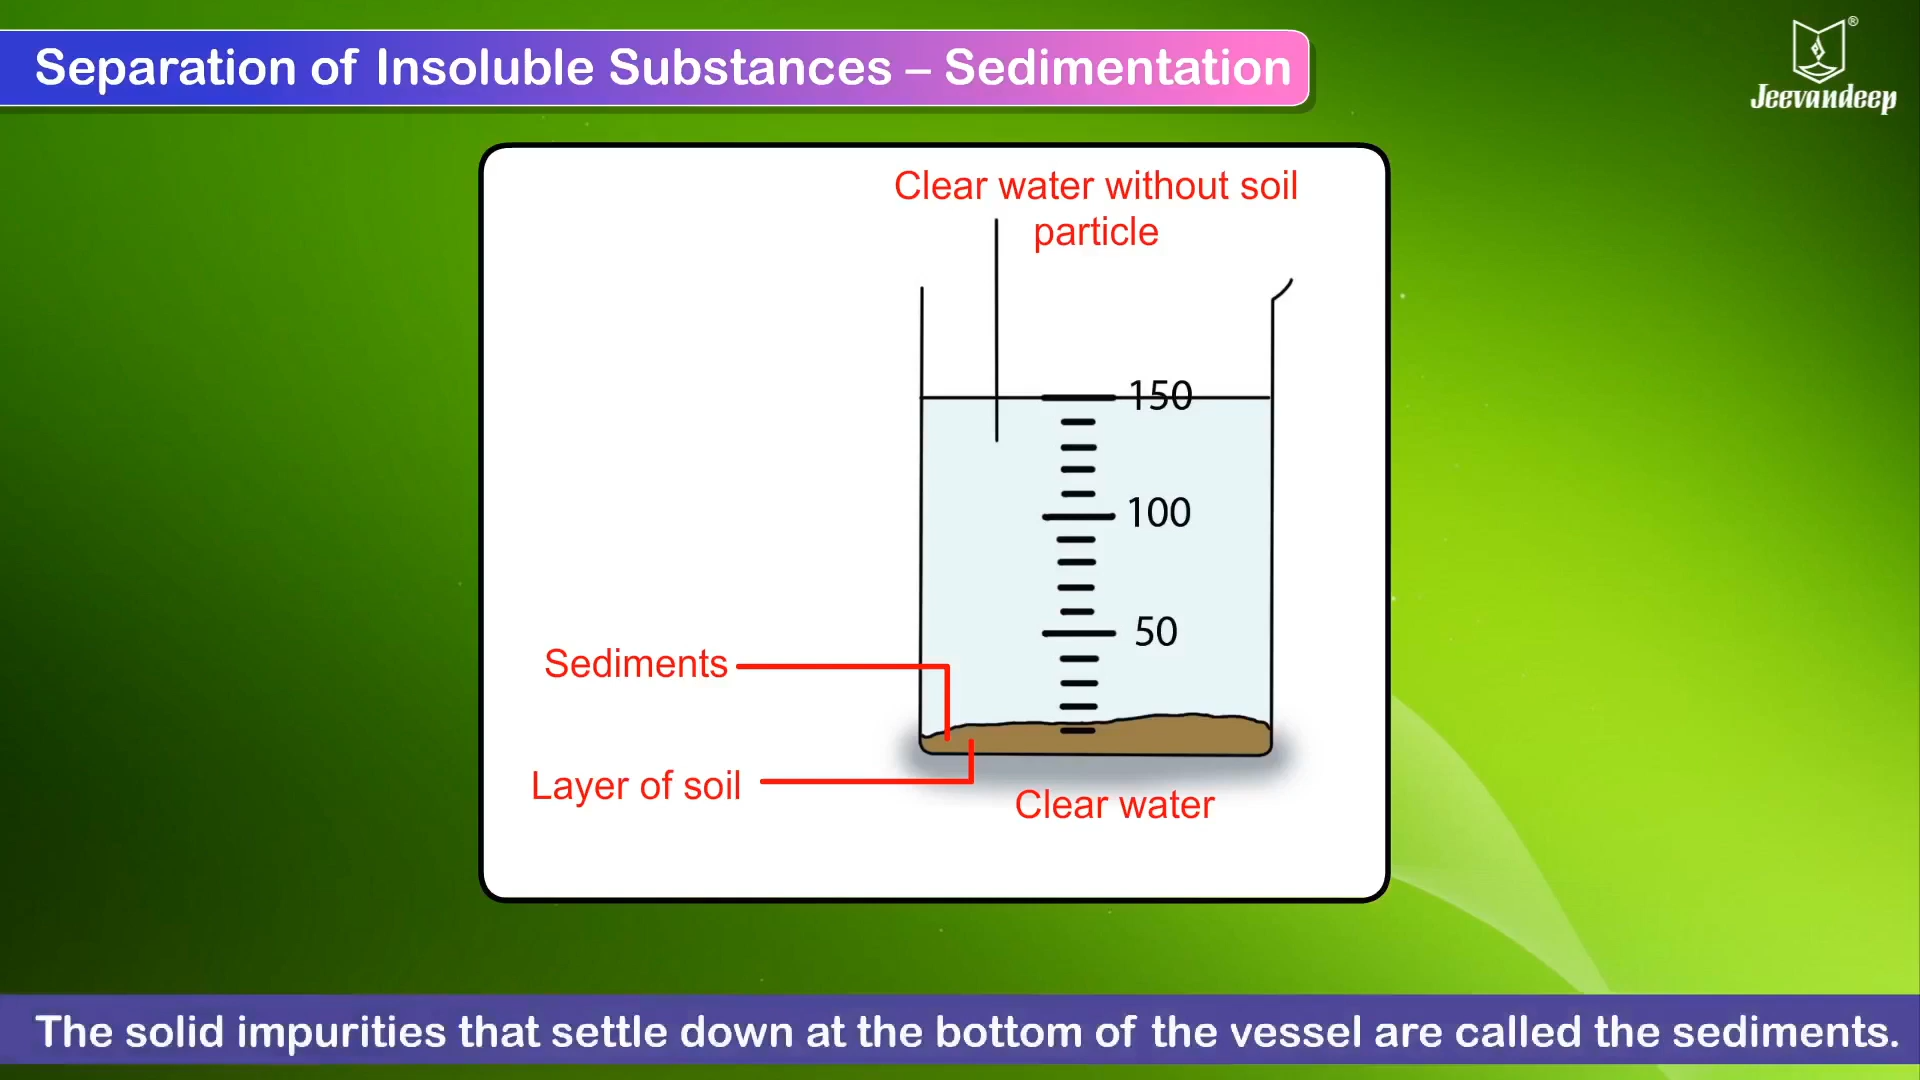 Separation of Insoluble Substances – Sedimentation
®
Jeevandeep
Clear water without soil
particle
150
100
50
Sediments
Layer of soil
Clear water
The solid impurities that settle down at the bottom of the vessel are called the sediments.